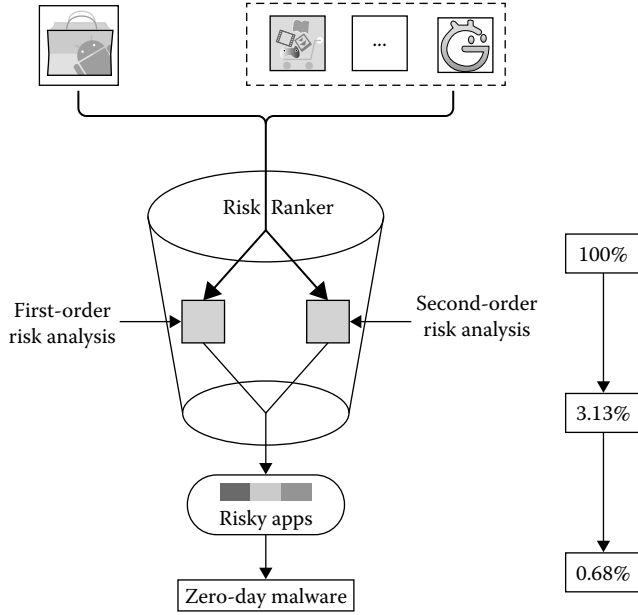 ...
Risk Ranker
100%
First-order
risk analysis
Second-order
risk analysis
3.13%
Risky apps
0.68%
Zero-day malware